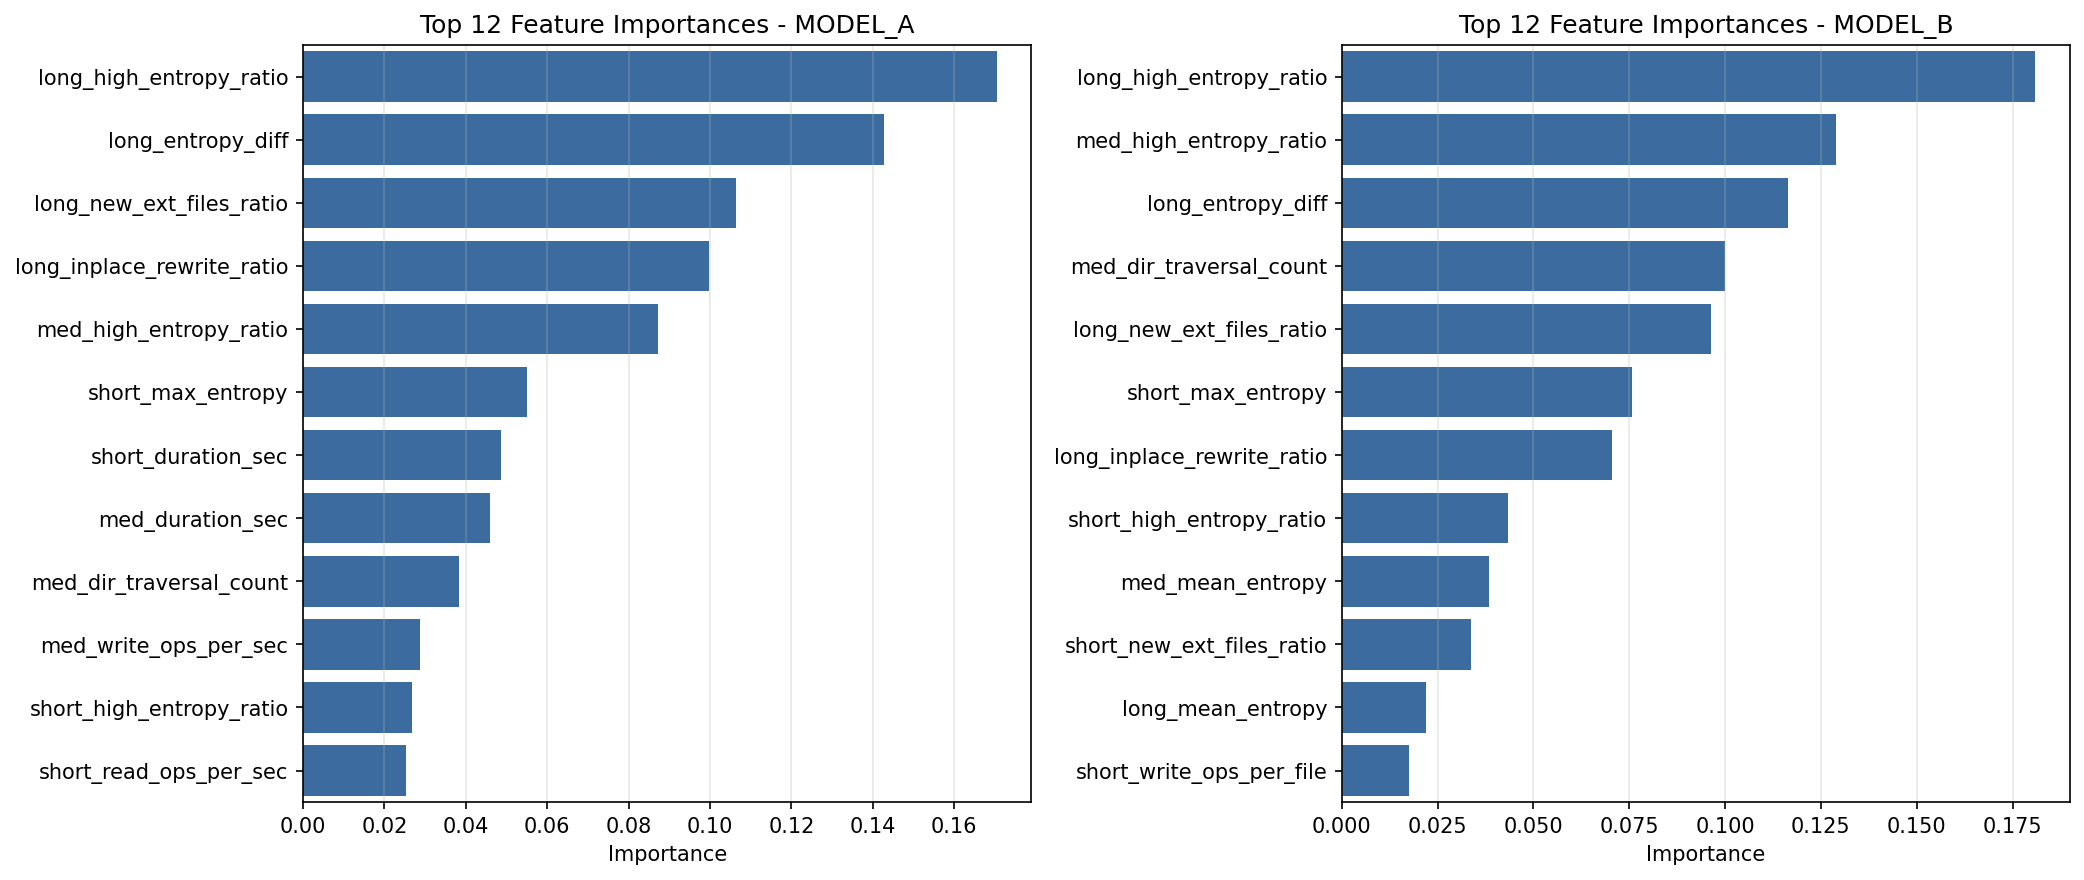 Top 12 Feature Importances - MODEL_A
long_high_entropy_ratio
long_entropy_diff
long_new_ext_files_ratio
long_inplace_rewrite_ratio
med_high_entropy_ratio
short_max_entropy
short_duration_sec
med_duration_sec
med_dir_traversal_count
med_write_ops_per_sec
short_high_entropy_ratio
short_read_ops_per_sec
0.00 0.02 0.04 0.06 0.08 0.10 0.12 0.14 0.16
Importance
Top 12 Feature Importances - MODEL_B
long_high_entropy_ratio
med_high_entropy_ratio
long_entropy_diff
med_dir_traversal_count
long_new_ext_files_ratio
short_max_entropy
long_inplace_rewrite_ratio
short_high_entropy_ratio
med_mean_entropy
short_new_ext_files_ratio
long_mean_entropy
short_write_ops_per_file
0.000 0.025 0.050 0.075 0.100 0.125 0.150 0.175
Importance